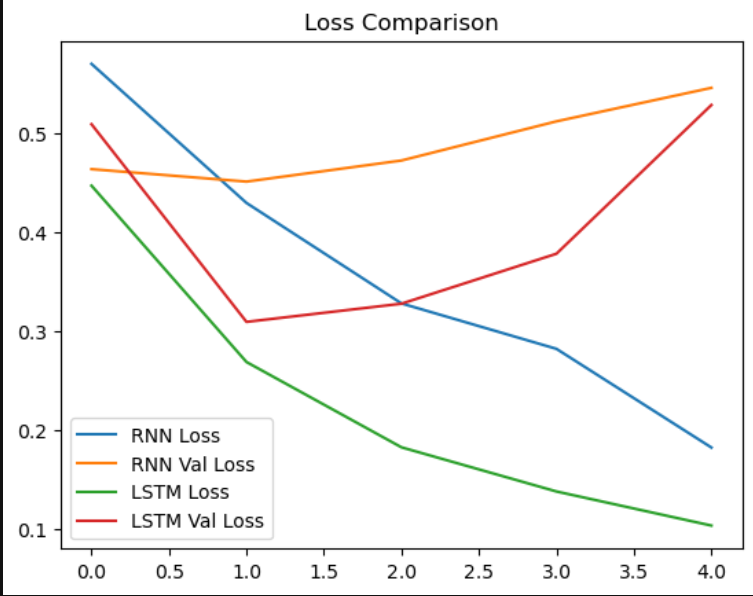 Loss Comparison
0.5
0.4
0.3
0.2
0.1
RNN Loss
RNN Val Loss
LSTM Loss
LSTM Val Loss
0.0 0.5 1.0 1.5 2.0 2.5 3.0 3.5 4.0